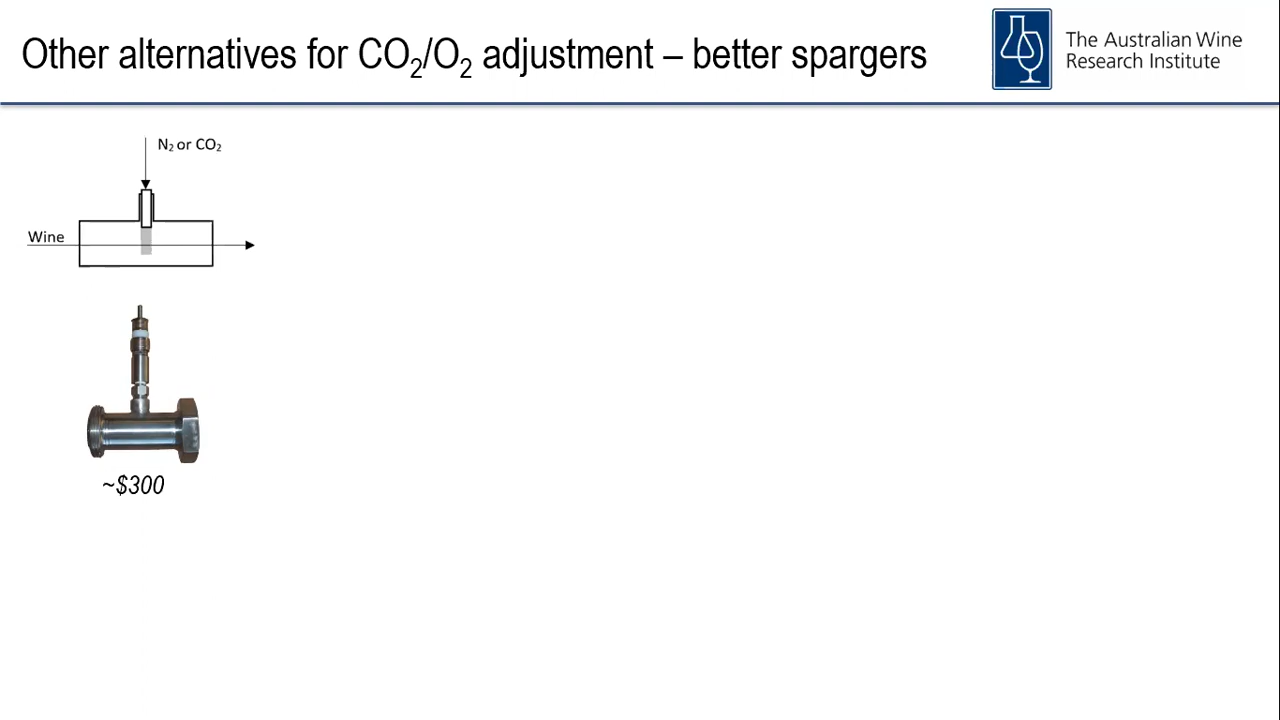 Other alternatives for CO₂/O₂ adjustment – better spargers
The Australian Wine
Research Institute
N₂ or CO₂
Wine
~$300